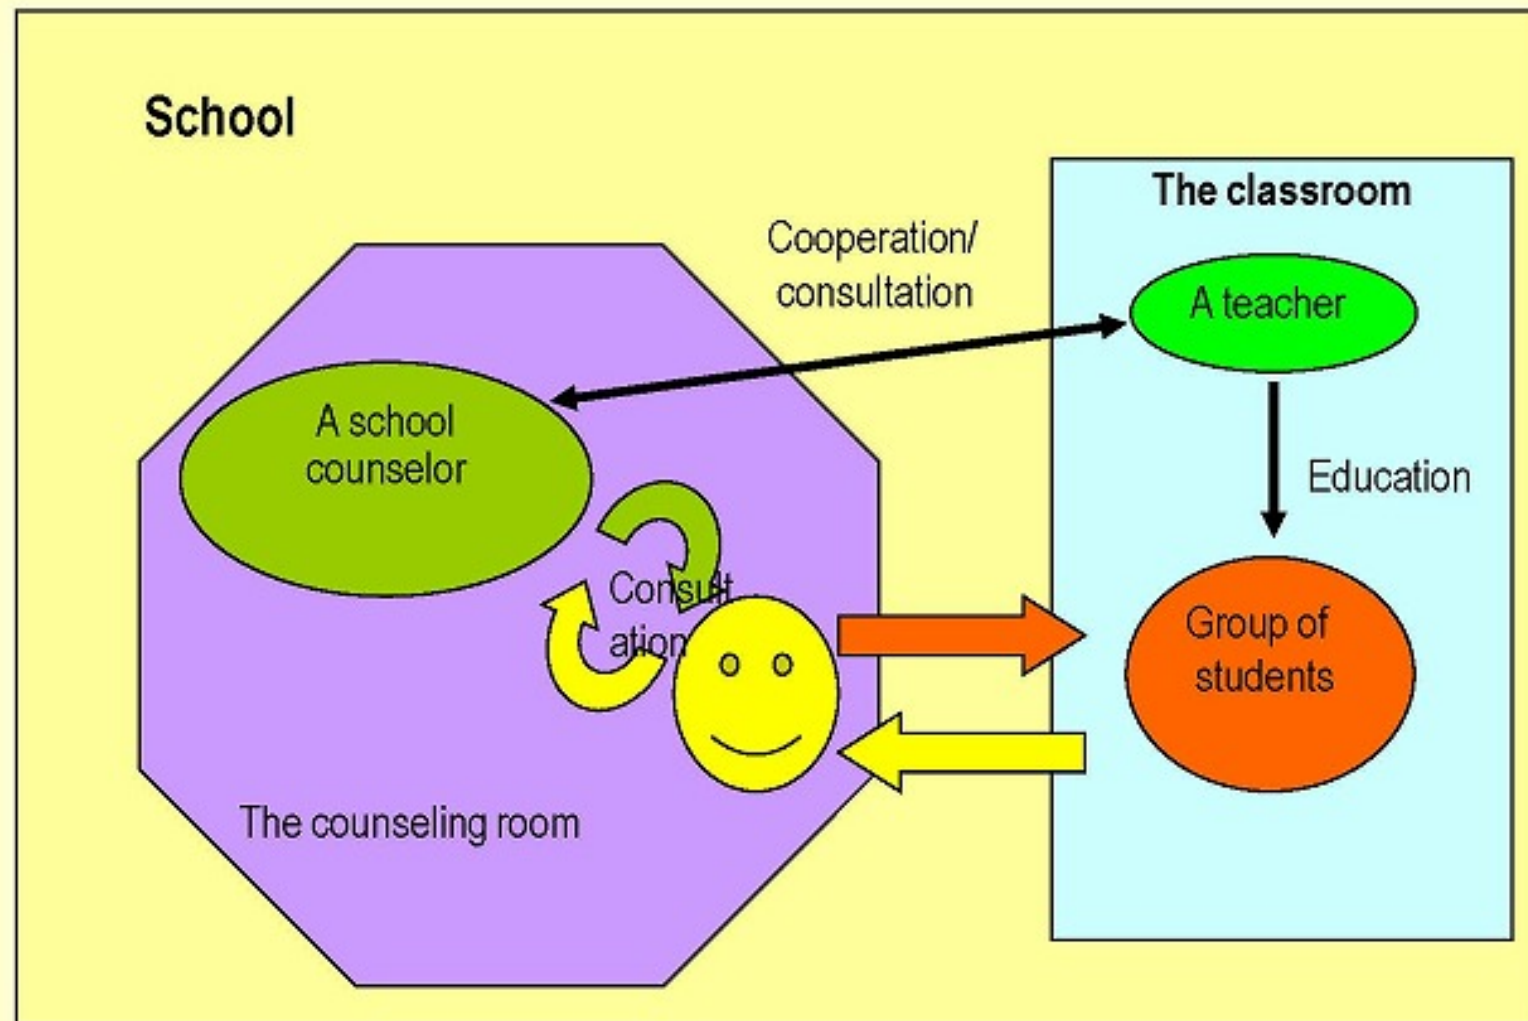 School
The classroom
Cooperation/
consultation
A teacher
A school
counselor
Education
Consult
ation
Group of
students
The counseling room